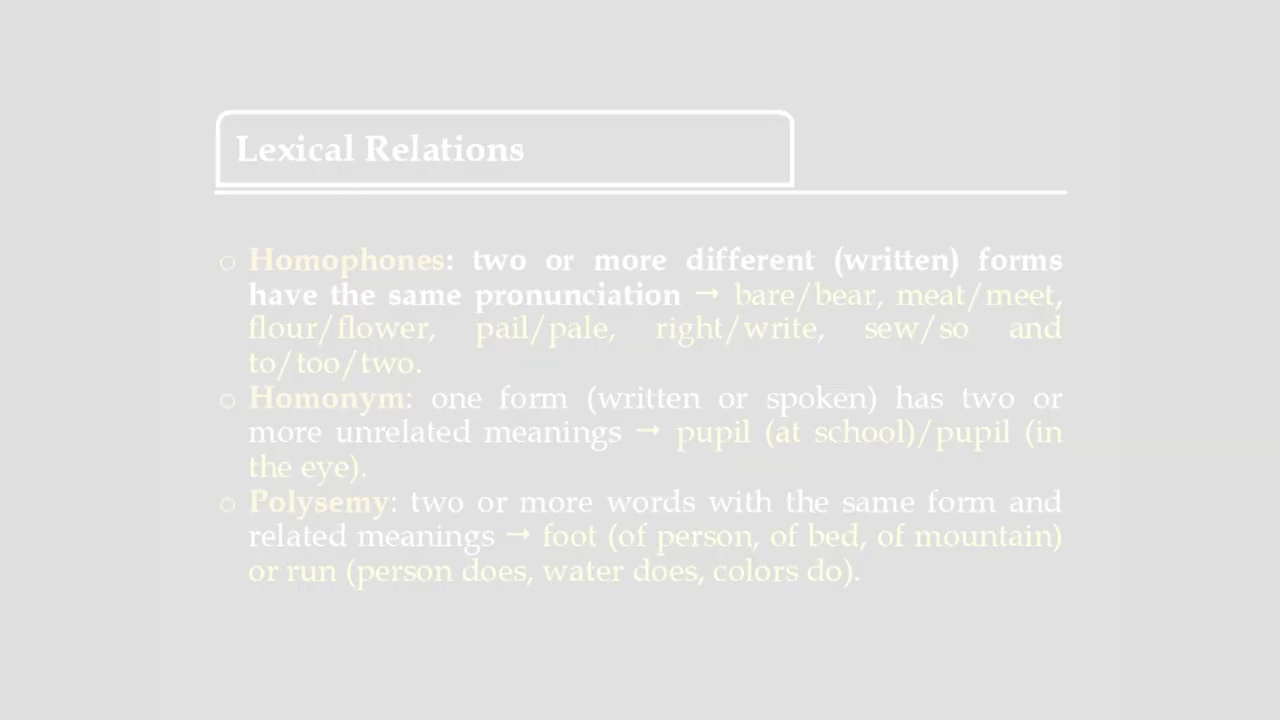 Lexical Relations
o Homophones: two or more different (written) forms
have the same pronunciation → bare/bear, meat/meet,
flour/flower, pail/pale, right/write, sew/so and
to/too/two.
o Homonym: one form (written or spoken) has two or
more unrelated meanings → pupil (at school)/pupil (in
the eye).
o Polysemy: two or more words with the same form and
related meanings → foot (of person, of bed, of mountain)
or run (person does, water does, colors do).